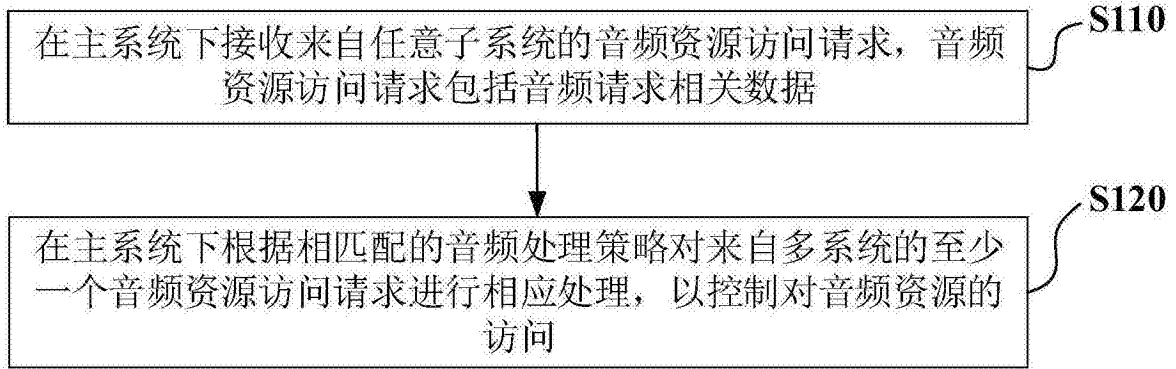 在主系统下接收来自任意子系统的音频资源访问请求，音频
资源访问请求包括音频请求相关数据
S110
在主系统下根据相匹配的音频处理策略对来自多系统的至少
一个音频资源访问请求进行相应处理，以控制对音频资源的
访问
S120